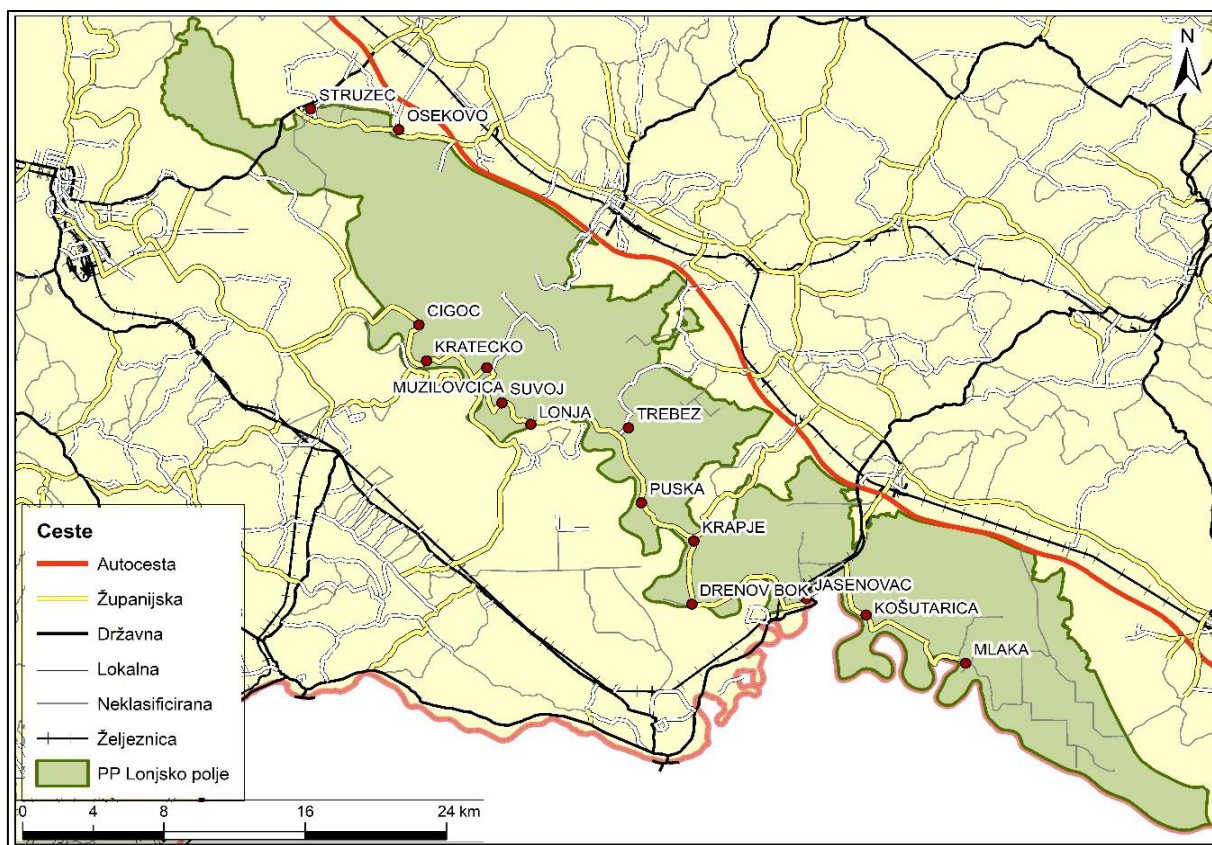 N
STRUZEC
OSEKOVO
CIGOC
KRATECKO
MUZILOVCICA
SUVOJ
LONJA
TREBEZ
PUSKA
KRAPJE
DRENOV BOK
JASENOVAC
KOŠUTARICA
MLAKA
Ceste
Autocesta
Županijska
Državna
Lokalna
Neklasificirana
Željeznica
PP Lonjsko polje
0 4 8 16 24 km